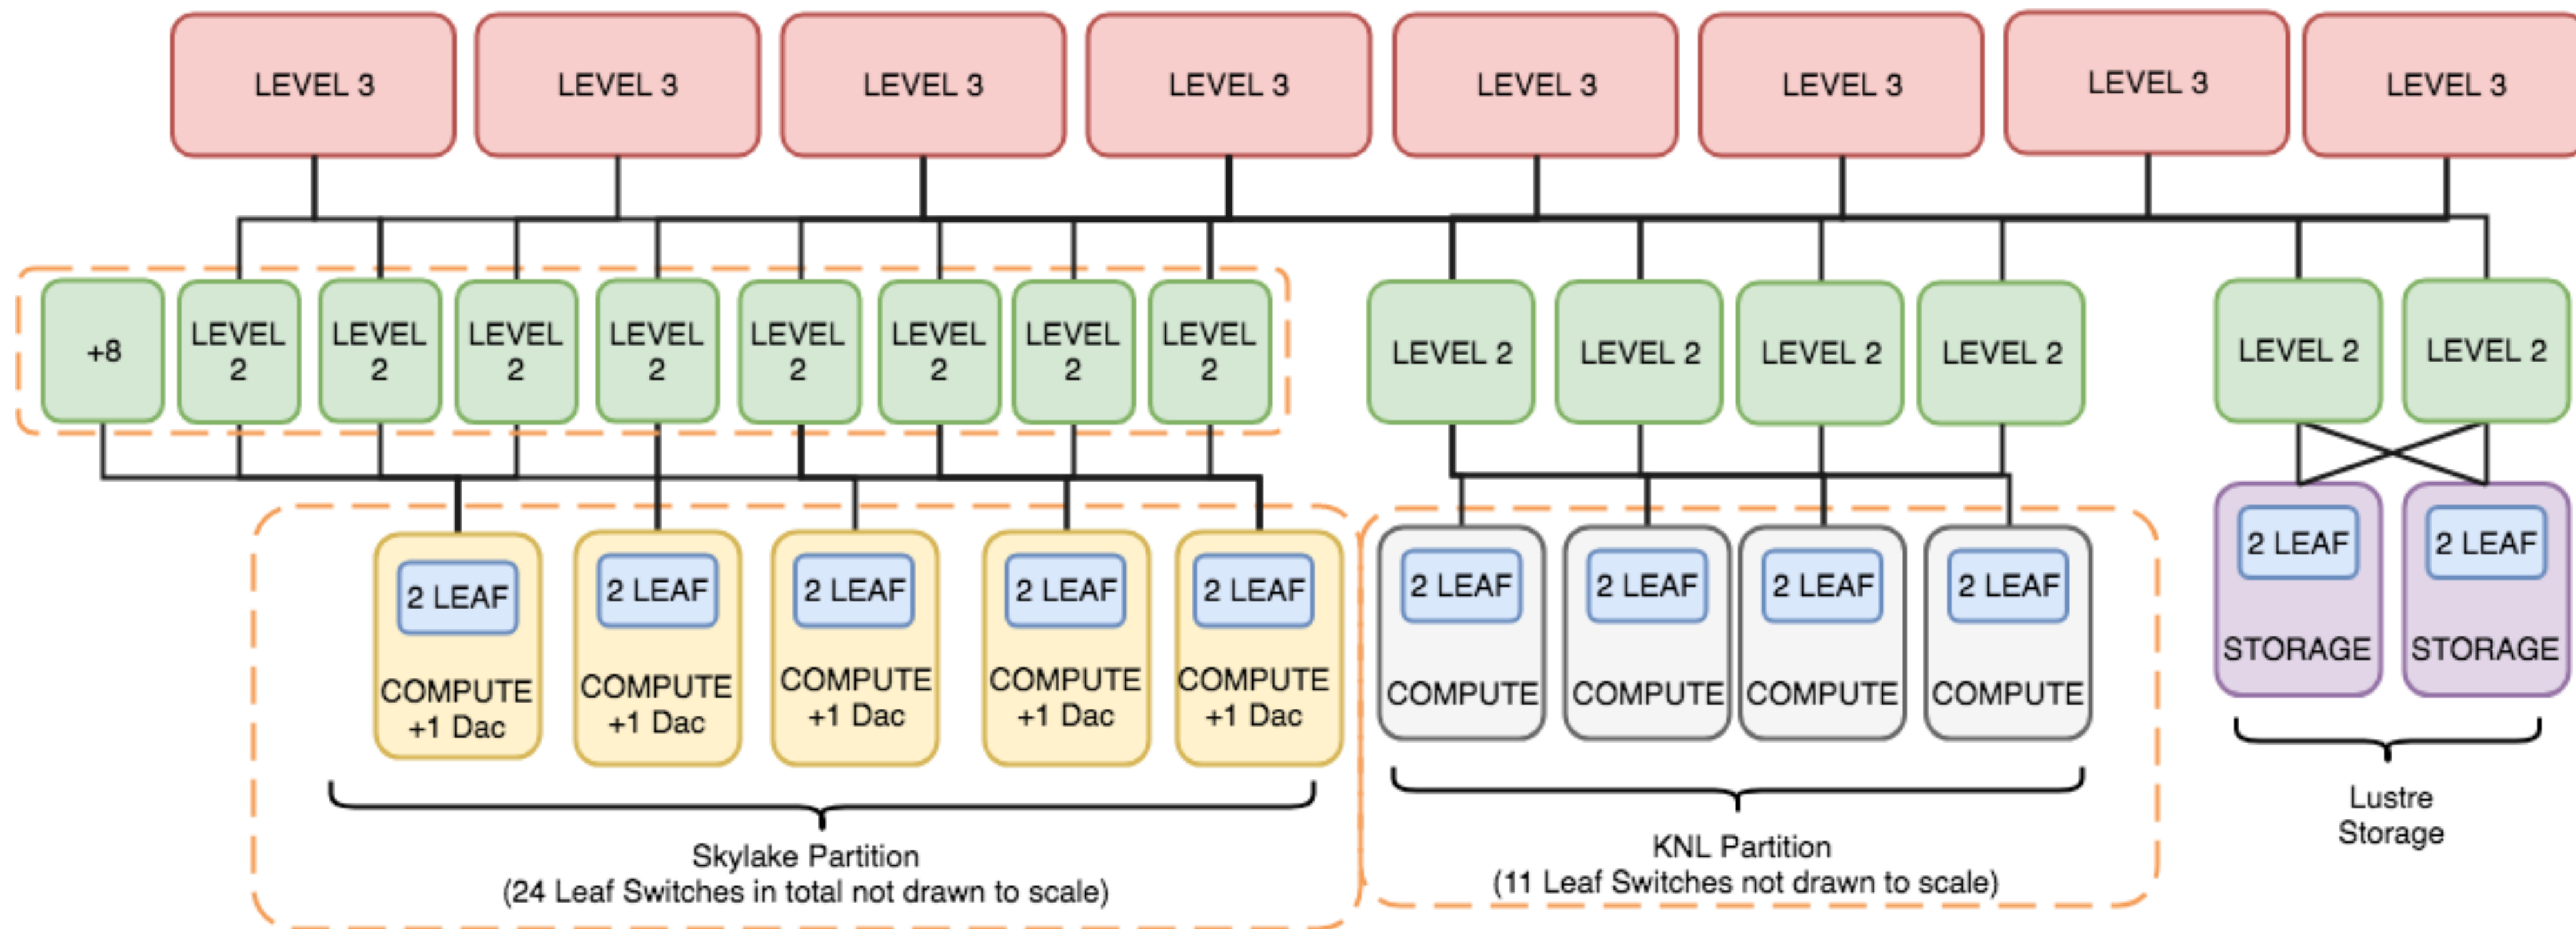 LEVEL 3
LEVEL 3
LEVEL 3
LEVEL 3
LEVEL 3
LEVEL 3
LEVEL 3
LEVEL 3
+8
LEVEL
2
LEVEL
2
LEVEL
2
LEVEL
2
LEVEL
2
LEVEL
2
LEVEL
2
LEVEL
2
LEVEL 2
LEVEL 2
LEVEL 2
LEVEL 2
LEVEL 2
LEVEL 2
2 LEAF
COMPUTE
+1 Dac
2 LEAF
COMPUTE
+1 Dac
2 LEAF
COMPUTE
+1 Dac
2 LEAF
COMPUTE
+1 Dac
2 LEAF
COMPUTE
+1 Dac
2 LEAF
COMPUTE
2 LEAF
COMPUTE
2 LEAF
COMPUTE
2 LEAF
COMPUTE
2 LEAF
STORAGE
2 LEAF
STORAGE
Skylake Partition
(24 Leaf Switches in total not drawn to scale)
KNL Partition
(11 Leaf Switches not drawn to scale)
Lustre
Storage